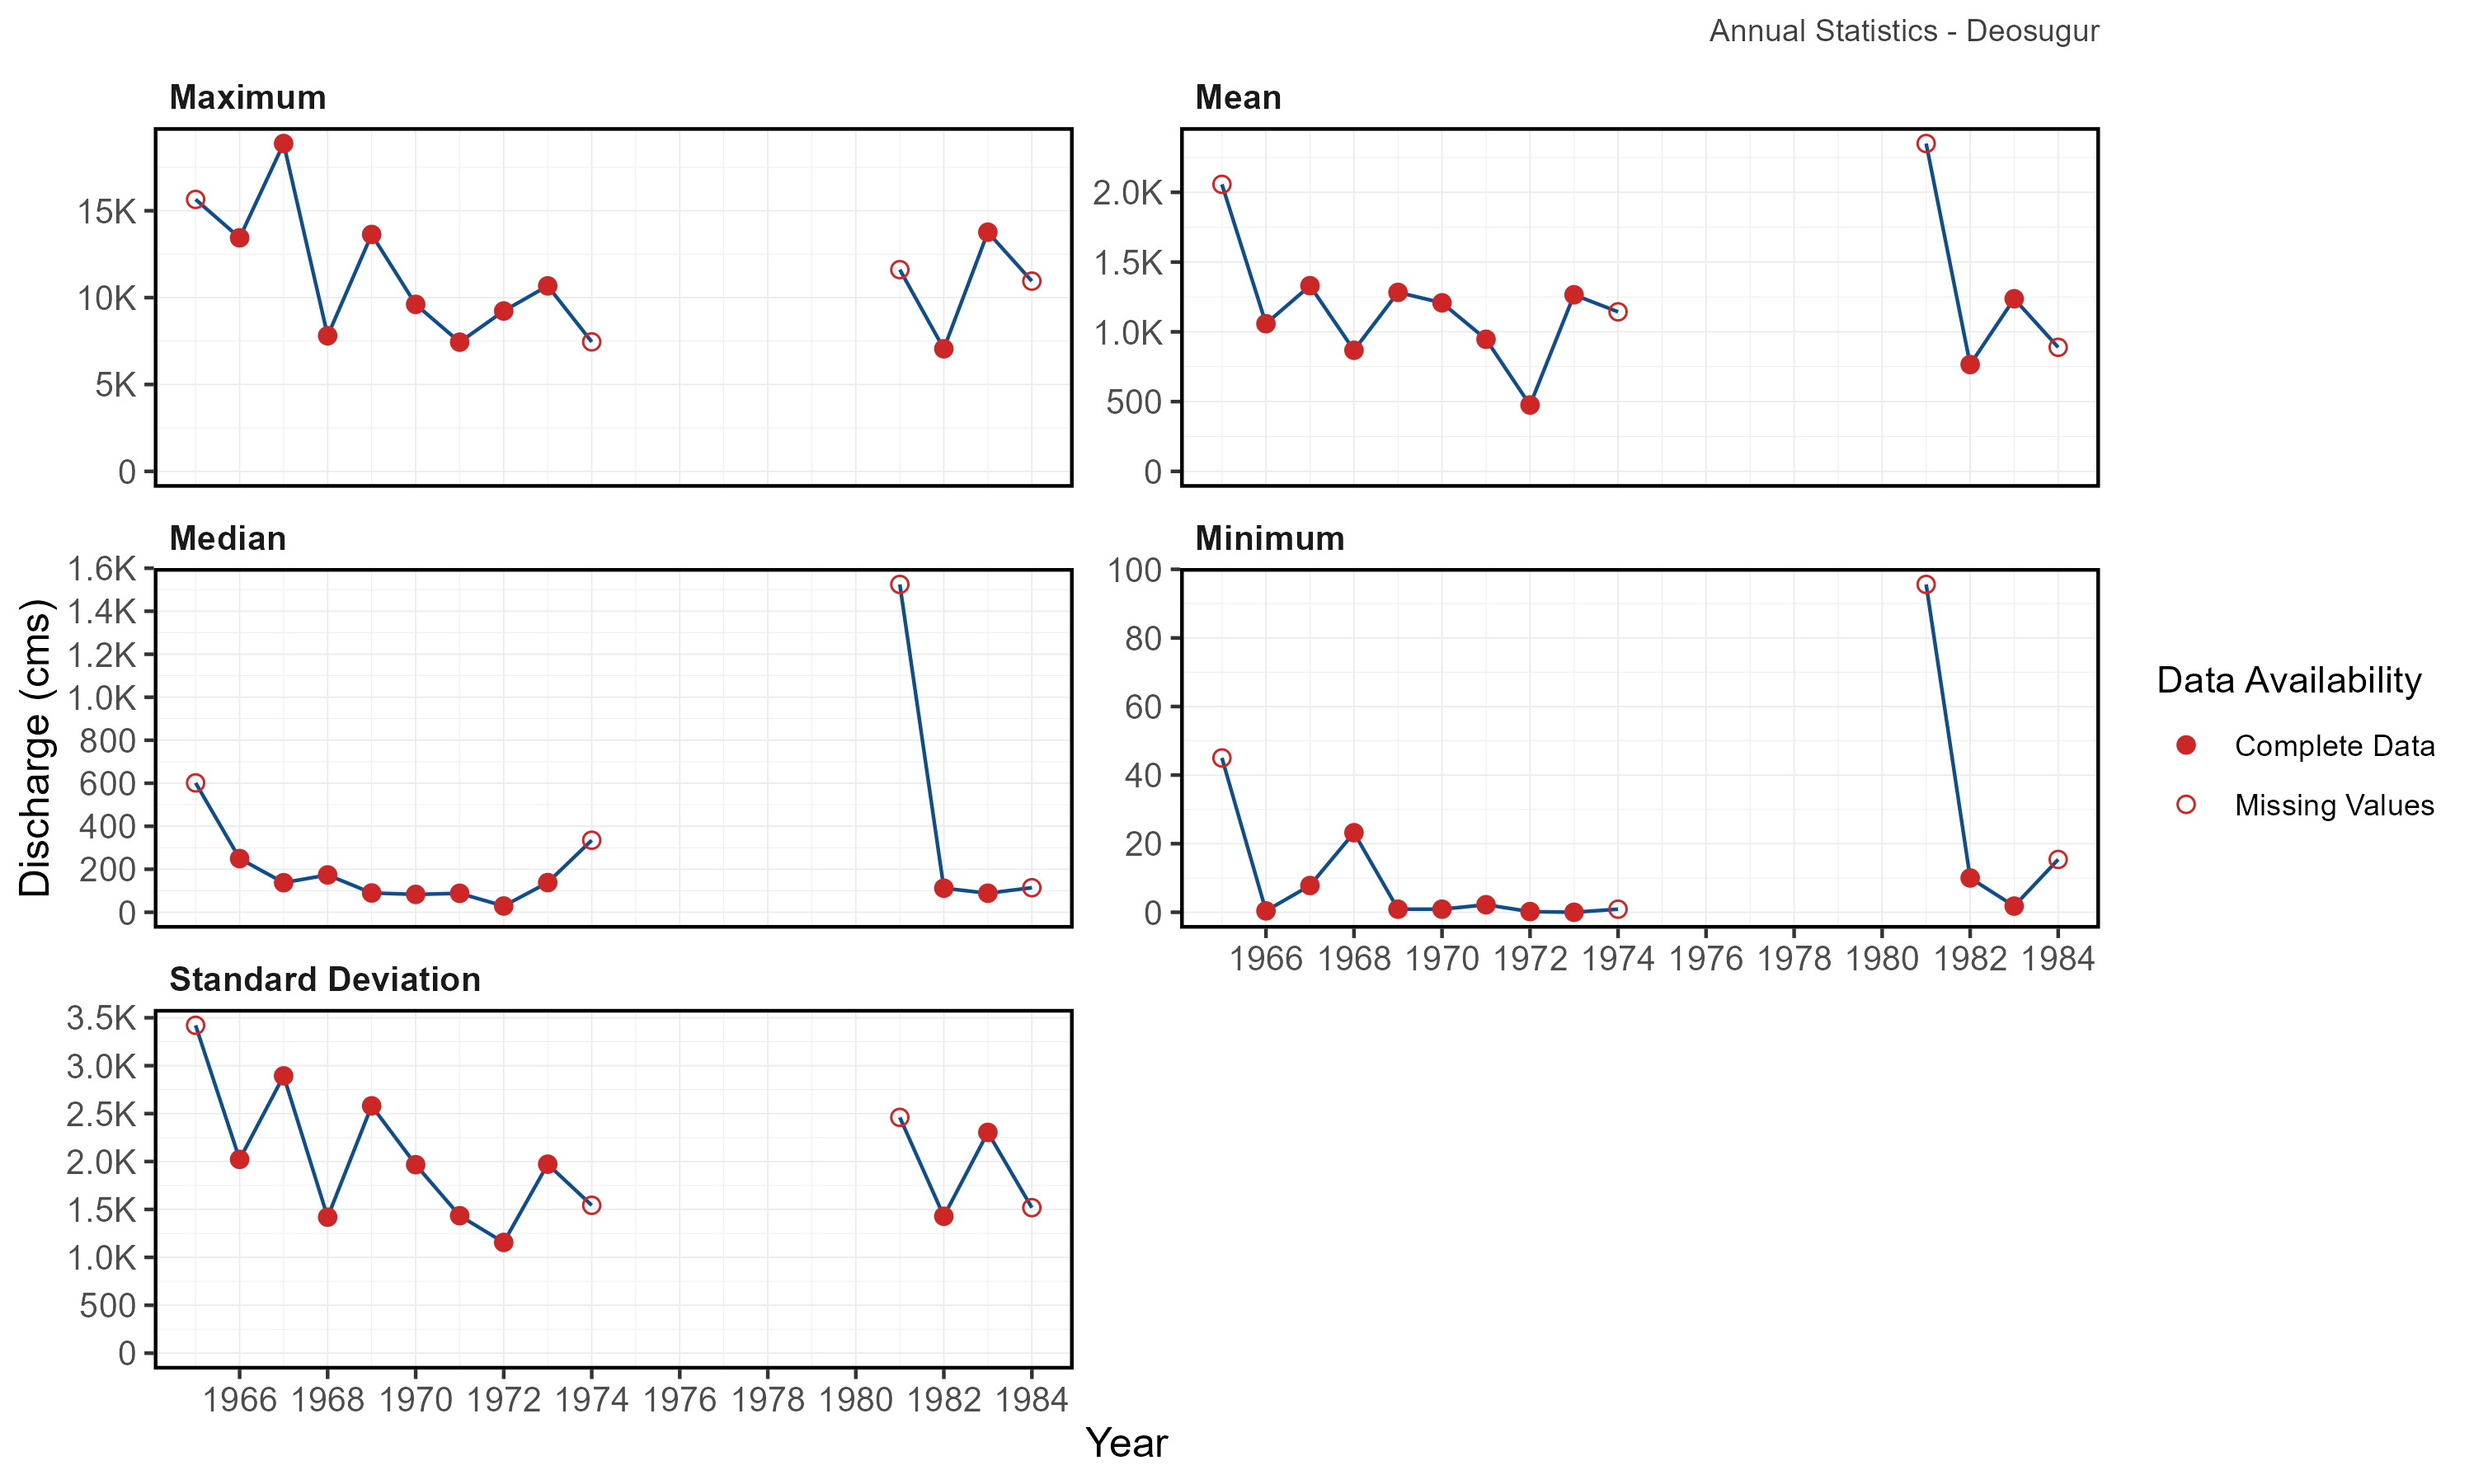 Annual Statistics - Deosugur
Maximum
15K
10K
5K
0
Mean
2.0K
1.5K
1.0K
500
0
Median
1.6K
1.4K
1.2K
1.0K
800
600
400
200
0
Minimum
100
80
60
40
20
0
1966 1968 1970 1972 1974 1976 1978 1980 1982 1984
Standard Deviation
3.5K
3.0K
2.5K
2.0K
1.5K
1.0K
500
0
1966 1968 1970 1972 1974 1976 1978 1980 1982 1984
Discharge (cms)
Year
Data Availability
Complete Data
Missing Values